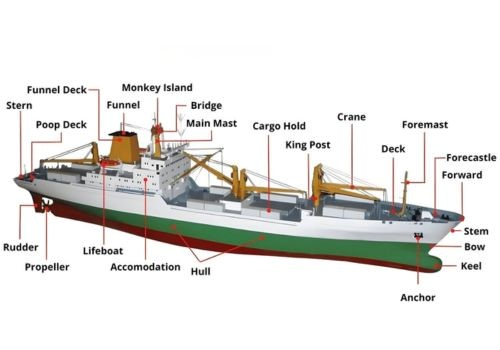 Monkey Island
Funnel Deck
Funnel
Bridge
Stern
Main Mast
Poop Deck
Cargo Hold
Crane
Foremast
King Post
Deck
Forecastle
Forward
Stem
Bow
Rudder
Lifeboat
Propeller
Accomodation
Hull
Keel
Anchor